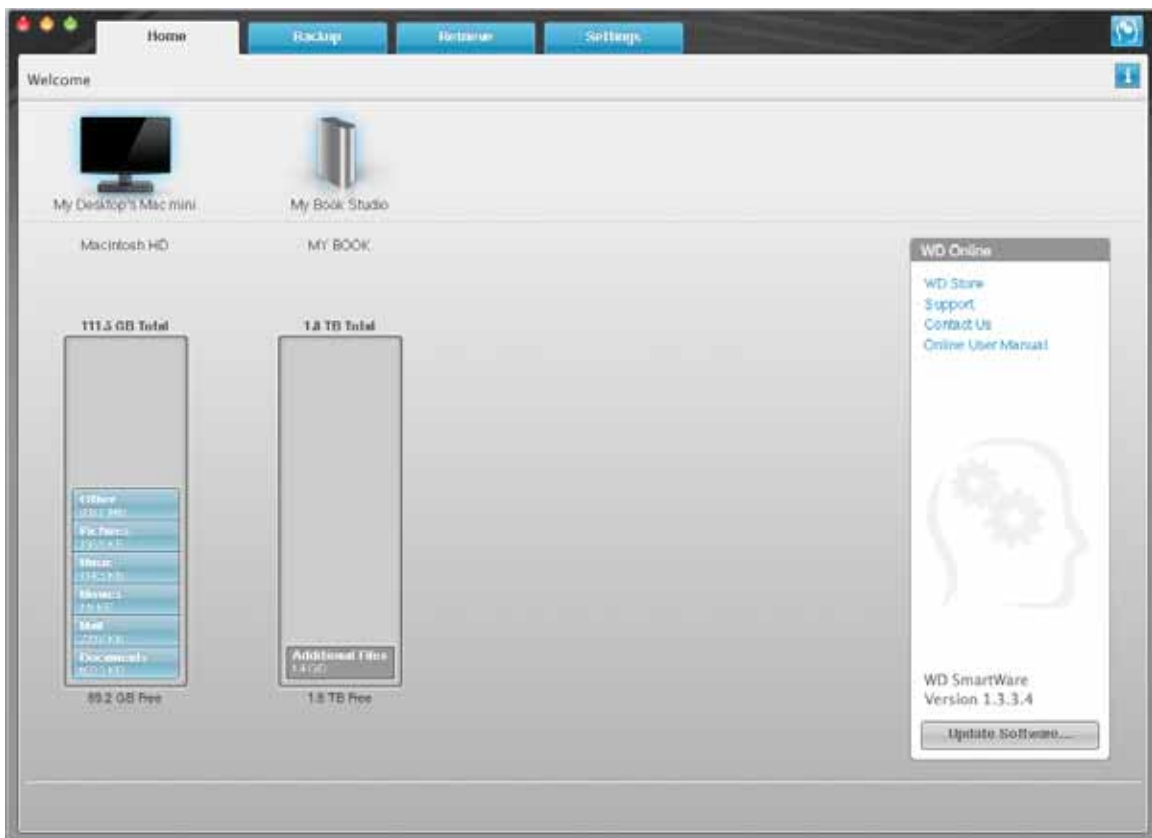 Home
Backup
Retrieve
Settings
Welcome
i
My Desktop's Mac mini
My Book Studio
Macintosh HD
MY BOOK
111.5 GB Total
1.8 TB Total
Other
Pictures
Music
Movies
Mail
Documents
Additional Files
GB Free
1.8 TB Free
WD Online
WD Store
Support
Contact Us
Online User Manual
WD SmartWare
Version 1.3.3.4
Update Software...